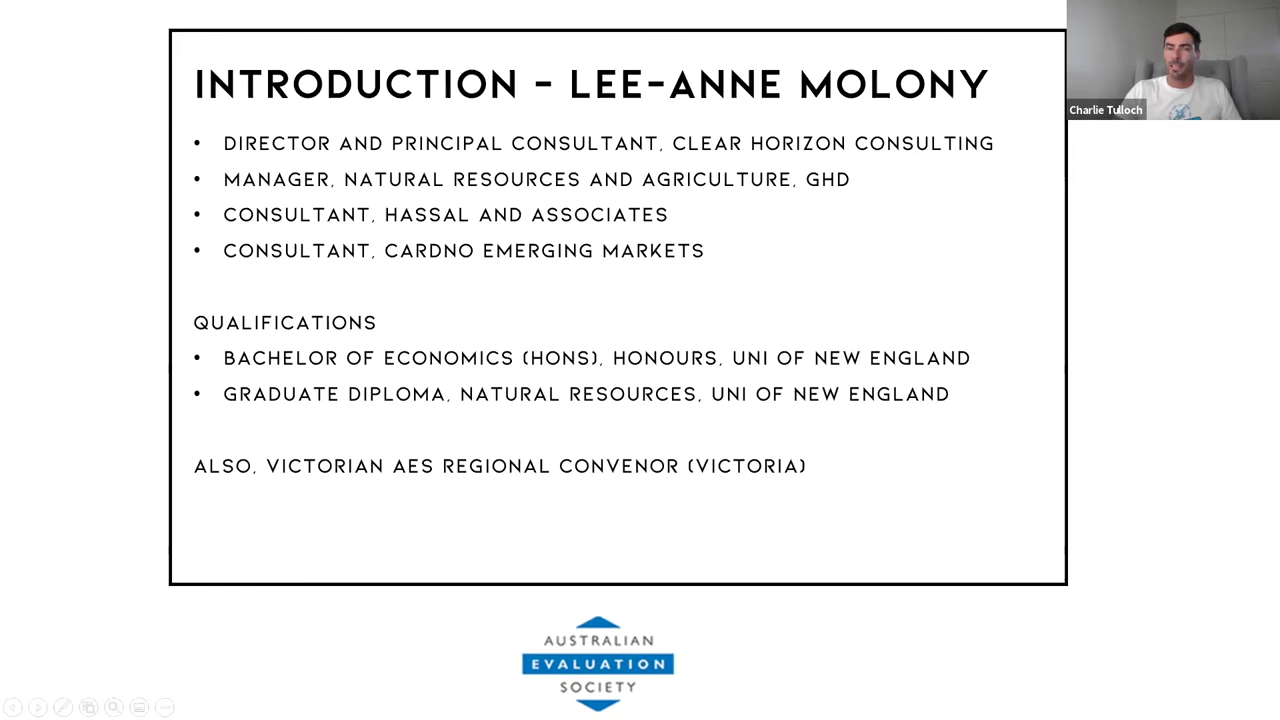 INTRODUCTION - LEE-ANNE MOLONY
• DIRECTOR AND PRINCIPAL CONSULTANT, CLEAR HORIZON CONSULTING
• MANAGER, NATURAL RESOURCES AND AGRICULTURE, GHD
• CONSULTANT, HASSAL AND ASSOCIATES
• CONSULTANT, CARDNO EMERGING MARKETS
QUALIFICATIONS
• BACHELOR OF ECONOMICS (HONS), HONOURS, UNI OF NEW ENGLAND
• GRADUATE DIPLOMA, NATURAL RESOURCES, UNI OF NEW ENGLAND
ALSO, VICTORIAN AES REGIONAL CONVENOR (VICTORIA)
Charlie Tulloch
AUSTRALIAN
EVALUATION
SOCIETY